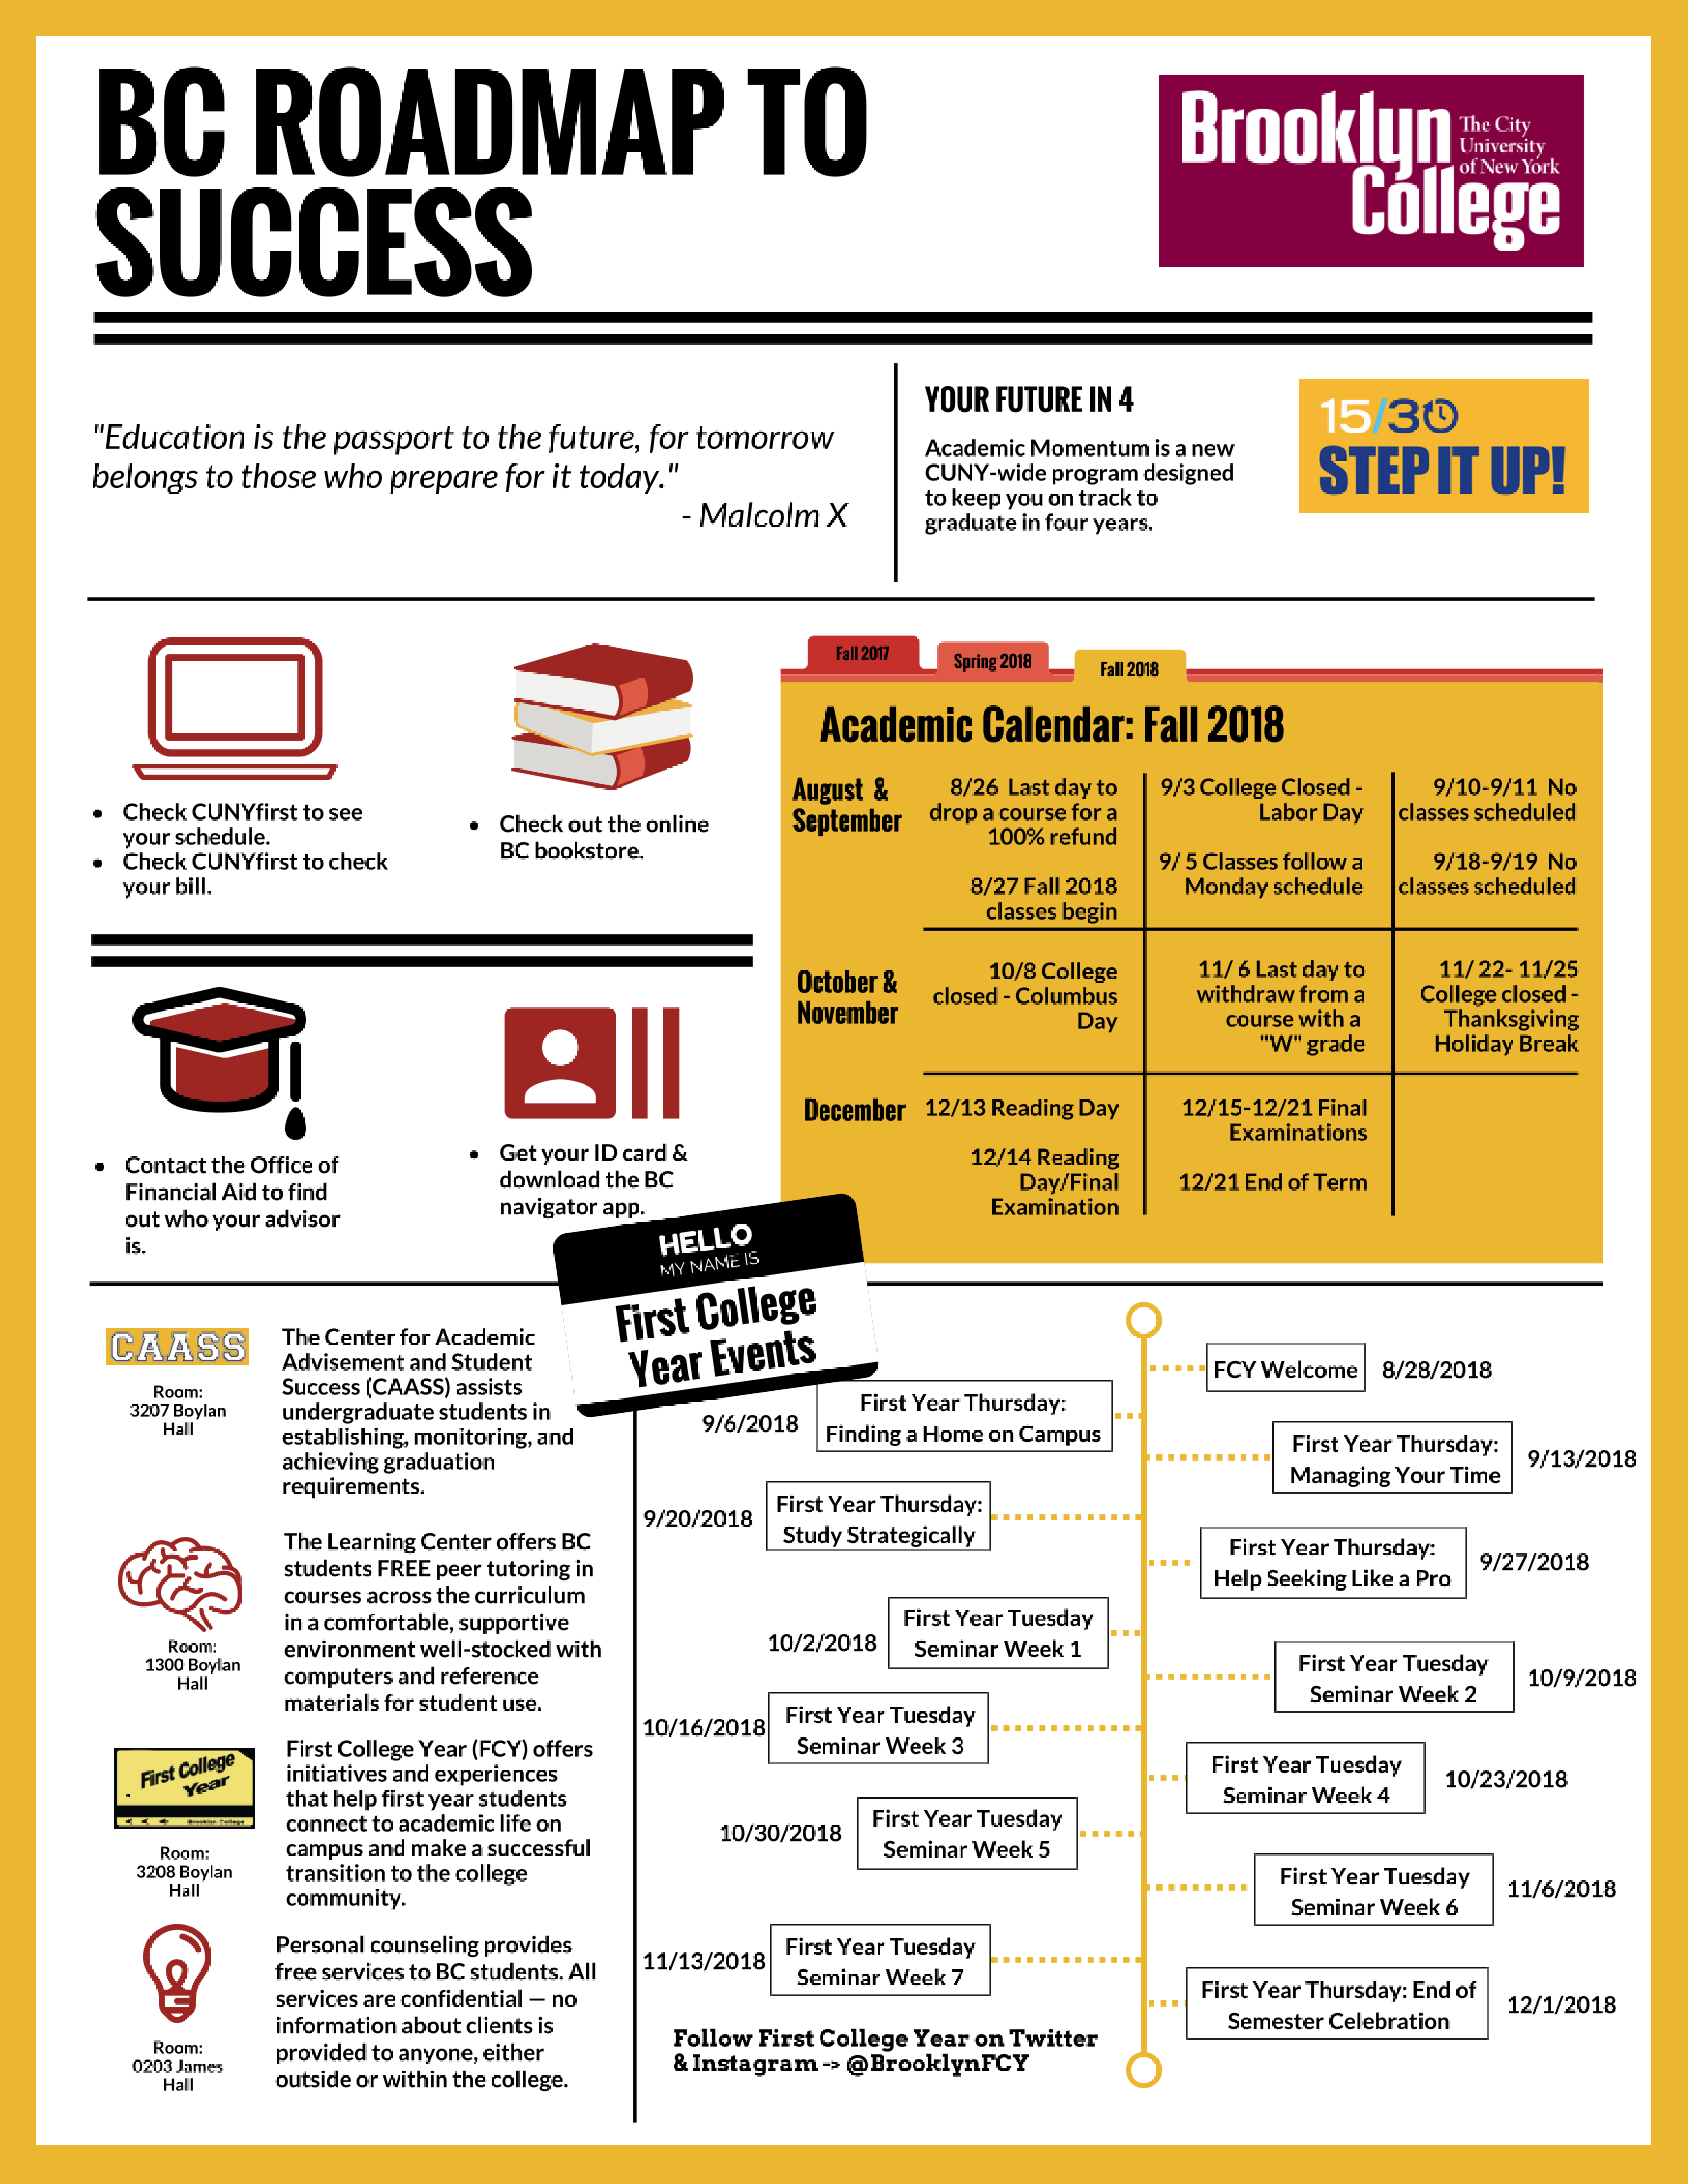 BC ROADMAP TO
SUCCESS
Brooklyn
College
The City
University
of New York
"Education is the passport to the future, for tomorrow
belongs to those who prepare for it today."
- Malcolm X
YOUR FUTURE IN 4
Academic Momentum is a new
CUNY-wide program designed
to keep you on track to
graduate in four years.
15/30
STEP IT UP!
• Check CUNYfirst to see
your schedule.
• Check CUNYfirst to check
your bill.
• Check out the online
BC bookstore.
• Contact the Office of
Financial Aid to find
out who your advisor
is.
• Get your ID card &
download the BC
navigator app.
Fall 2017
Spring 2018
Fall 2018
Academic Calendar: Fall 2018
August &
September
8/26 Last day to
drop a course for a
100% refund
8/27 Fall 2018
classes begin
9/3 College Closed -
Labor Day
9/ 5 Classes follow a
Monday schedule
9/10-9/11 No
classes scheduled
9/18-9/19 No
classes scheduled
October &
November
10/8 College
closed - Columbus
Day
11/ 6 Last day to
withdraw from a
course with a
"W" grade
11/ 22- 11/25
College closed -
Thanksgiving
Holiday Break
December
12/13 Reading Day
12/14 Reading
Day/Final
Examination
12/15-12/21 Final
Examinations
12/21 End of Term
CAASS
Room:
3207 Boylan
Hall
The Center for Academic
Advisement and Student
Success (CAASS) assists
undergraduate students in
establishing, monitoring, and
achieving graduation
requirements.
Room:
1300 Boylan
Hall
The Learning Center offers BC
students FREE peer tutoring in
courses across the curriculum
in a comfortable, supportive
environment well-stocked with
computers and reference
materials for student use.
First College
Year
Brooklyn College
Room:
3208 Boylan
Hall
First College Year (FCY) offers
initiatives and experiences
that help first year students
connect to academic life on
campus and make a successful
transition to the college
community.
Room:
0203 James
Hall
Personal counseling provides
free services to BC students. All
services are confidential — no
information about clients is
provided to anyone, either
outside or within the college.
HELLO
MY NAME IS
First College
Year Events
FCY Welcome
8/28/2018
9/6/2018
First Year Thursday:
Finding a Home on Campus
First Year Thursday:
Managing Your Time
9/13/2018
9/20/2018
First Year Thursday:
Study Strategically
First Year Thursday:
Help Seeking Like a Pro
9/27/2018
10/2/2018
First Year Tuesday
Seminar Week 1
First Year Tuesday
Seminar Week 2
10/9/2018
10/16/2018
First Year Tuesday
Seminar Week 3
First Year Tuesday
Seminar Week 4
10/23/2018
10/30/2018
First Year Tuesday
Seminar Week 5
First Year Tuesday
Seminar Week 6
11/6/2018
11/13/2018
First Year Tuesday
Seminar Week 7
First Year Thursday: End of
Semester Celebration
12/1/2018
Follow First College Year on Twitter
& Instagram -> @BrooklynFCY